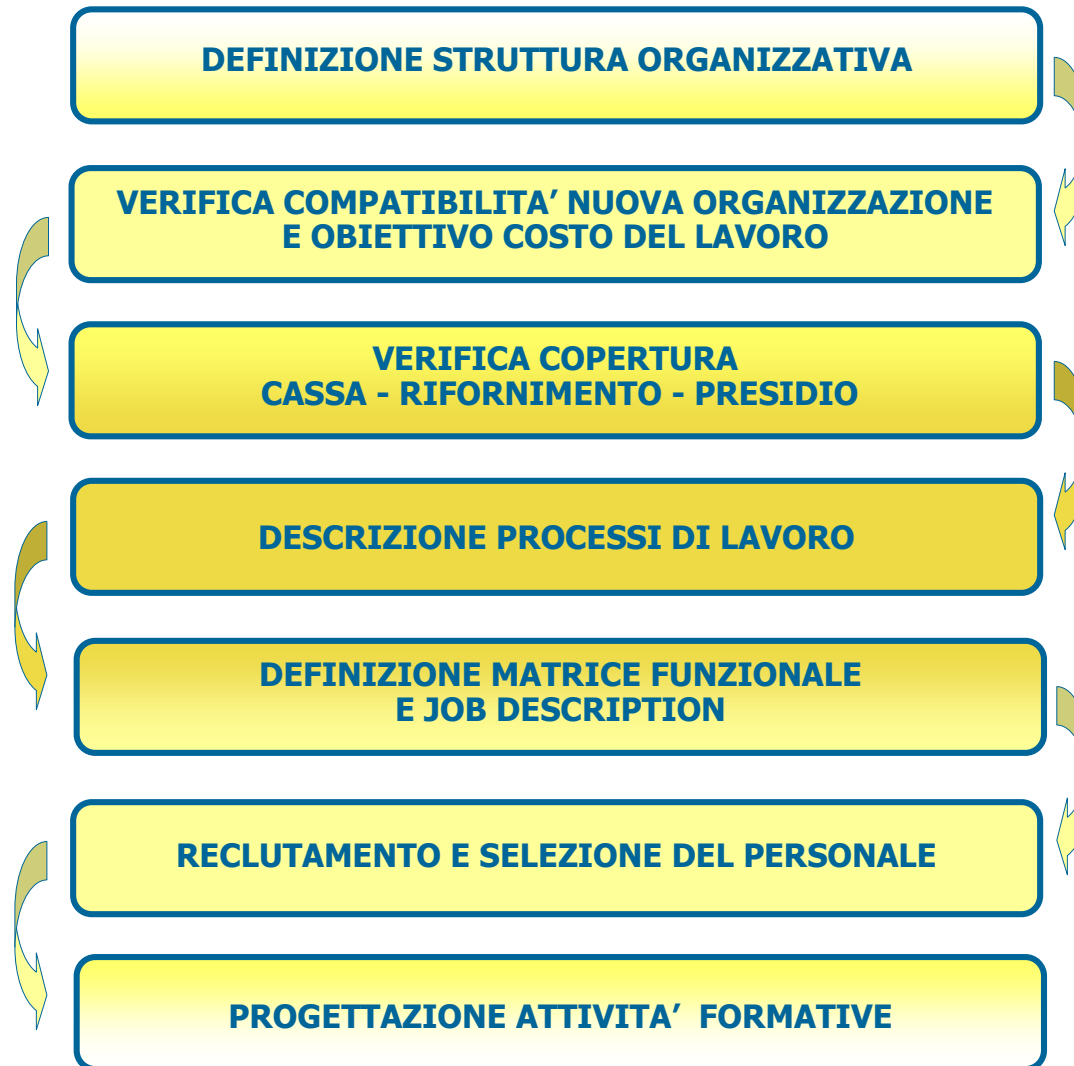 DEFINIZIONE STRUTTURA ORGANIZZATIVA
VERIFICA COMPATIBILITA’ NUOVA ORGANIZZAZIONE
E OBIETTIVO COSTO DEL LAVORO
VERIFICA COPERTURA
CASSA - RIFORNIMENTO - PRESIDIO
DESCRIZIONE PROCESSI DI LAVORO
DEFINIZIONE MATRICE FUNZIONALE
E JOB DESCRIPTION
RECLUTAMENTO E SELEZIONE DEL PERSONALE
PROGETTAZIONE ATTIVITA’ FORMATIVE